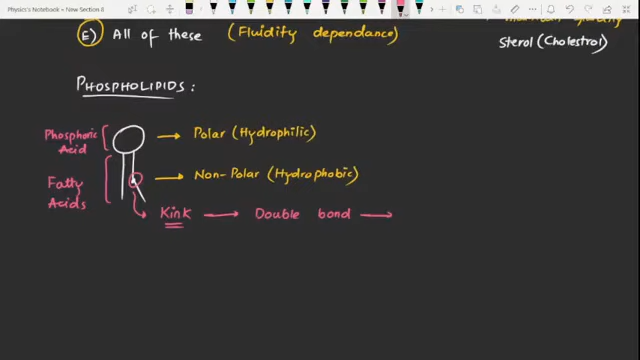 Physics's Notebook » New Section 8
E) All of these (Fluidity dependance)
Sterol (Cholestrol)
PHOSPHOLIPIDS :
Phosphoric Acid
Polar (Hydrophilic)
Fatty Acids
Non-Polar (Hydrophobic)
Kink → Double bond →